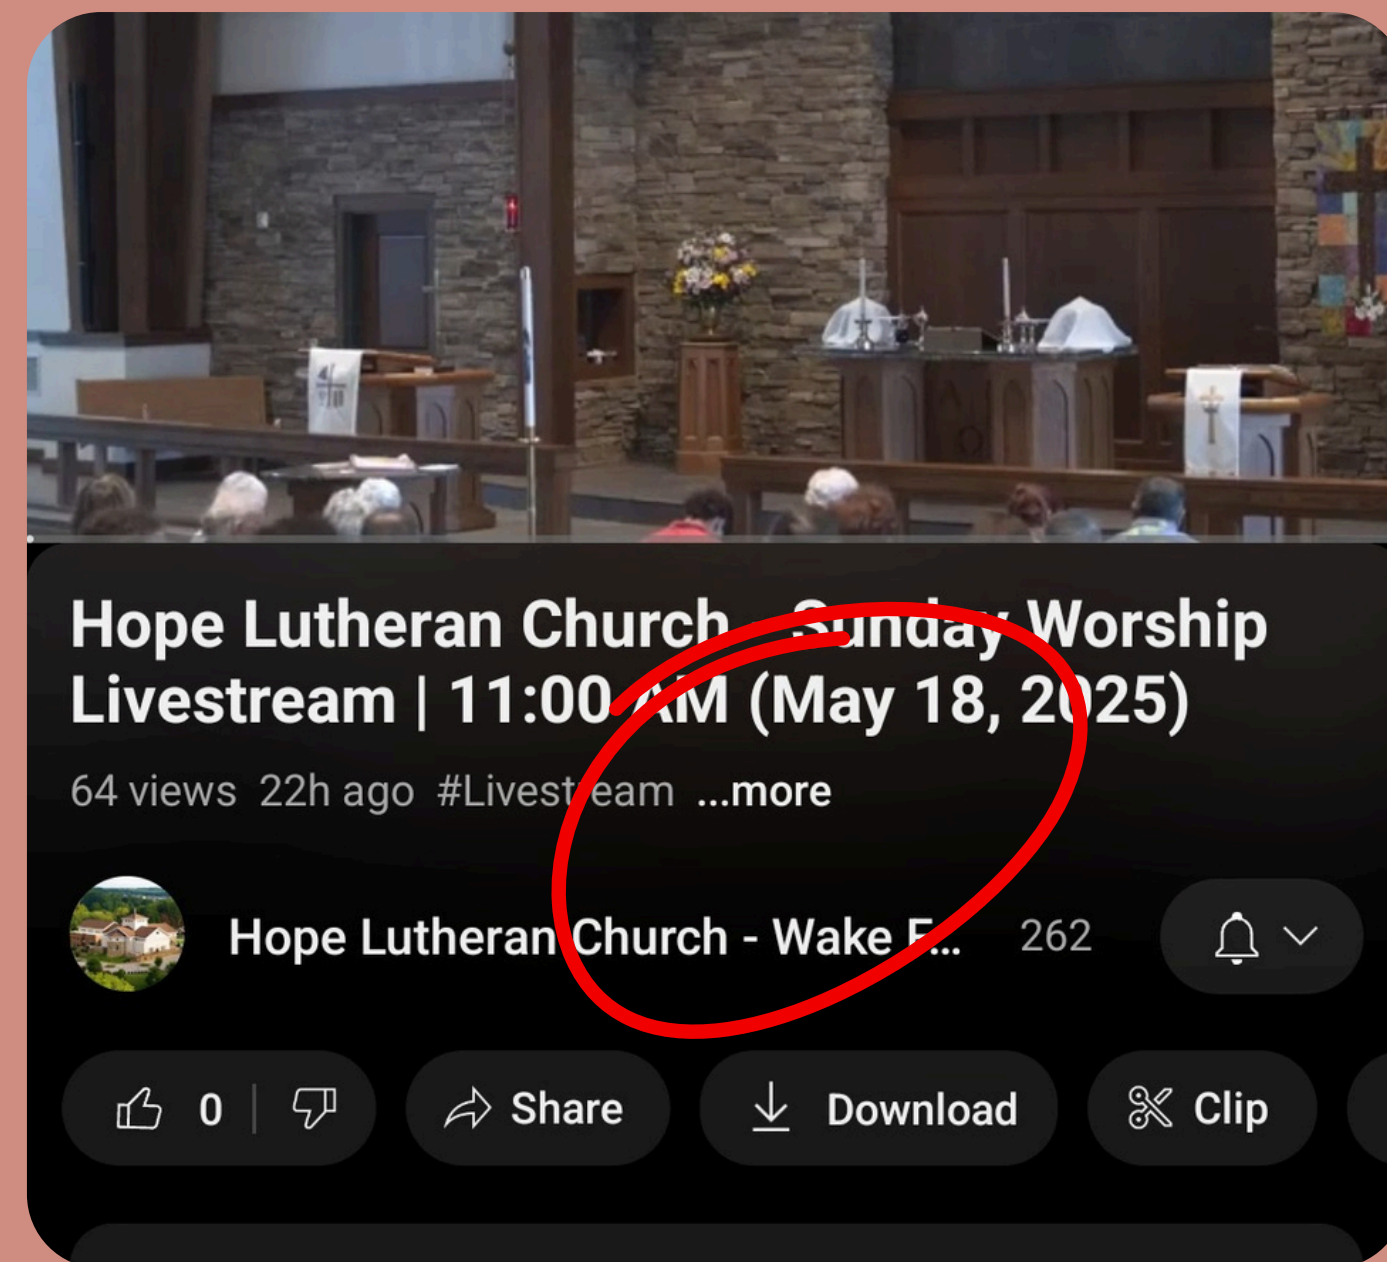 Hope Lutheran Church - Sunday Worship
Livestream | 11:00 AM (May 18, 2025)
64 views 22h ago #Livestream ...more
Hope Lutheran Church - Wake F... 262
0 Share Download Clip